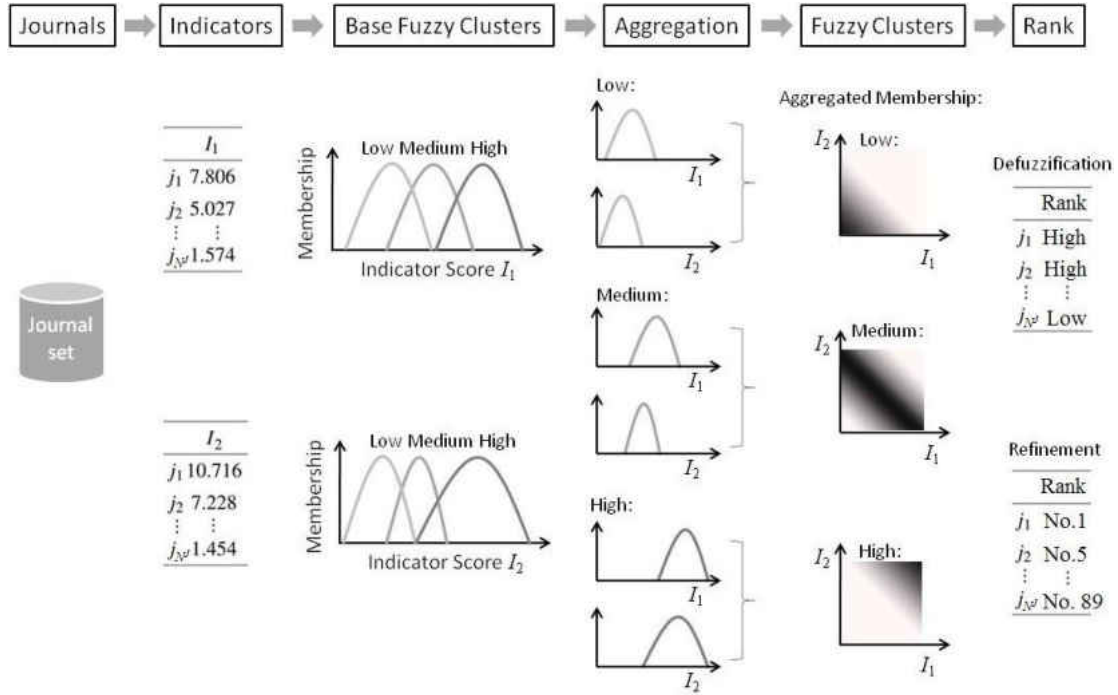 Journals
Indicators
Base Fuzzy Clusters
Aggregation
Fuzzy Clusters
Rank
Journal
set
I₁
j₁ 7.806
j₂ 5.027
⋮ ⋮
j_Nᴶ 1.574
I₂
j₁ 10.716
j₂ 7.228
⋮ ⋮
j_Nᴶ 1.454
Low Medium High
Membership
Indicator Score I₁
Low Medium High
Membership
Indicator Score I₂
Low:
I₁
I₂
Medium:
I₁
I₂
High:
I₁
I₂
Aggregated Membership:
I₂
Low:
I₁
I₂
Medium:
I₁
I₂
High:
I₁
Defuzzification
Rank
j₁ High
j₂ High
⋮ ⋮
j_Nᴶ Low
Refinement
Rank
j₁ No.1
j₂ No.5
⋮ ⋮
j_Nᴶ No. 89